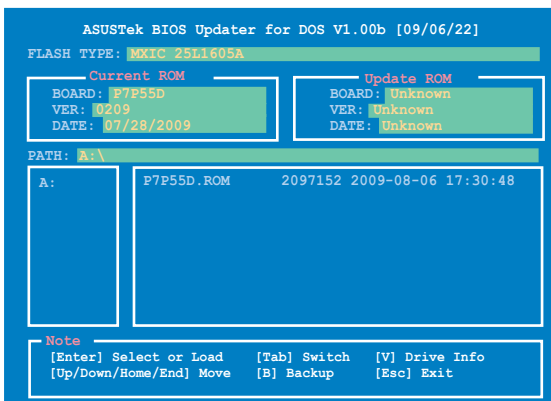 ASUSTek BIOS Updater for DOS V1.00b [09/06/22]
FLASH TYPE: MXIC 25L1605A
Current ROM
BOARD: P7P55D
VER: 0209
DATE: 07/28/2009
Update ROM
BOARD: Unknown
VER: Unknown
DATE: Unknown
PATH: A:\
A:
P7P55D.ROM 2097152 2009-08-06 17:30:48
Note
[Enter] Select or Load [Tab] Switch [V] Drive Info
[Up/Down/Home/End] Move [B] Backup [Esc] Exit